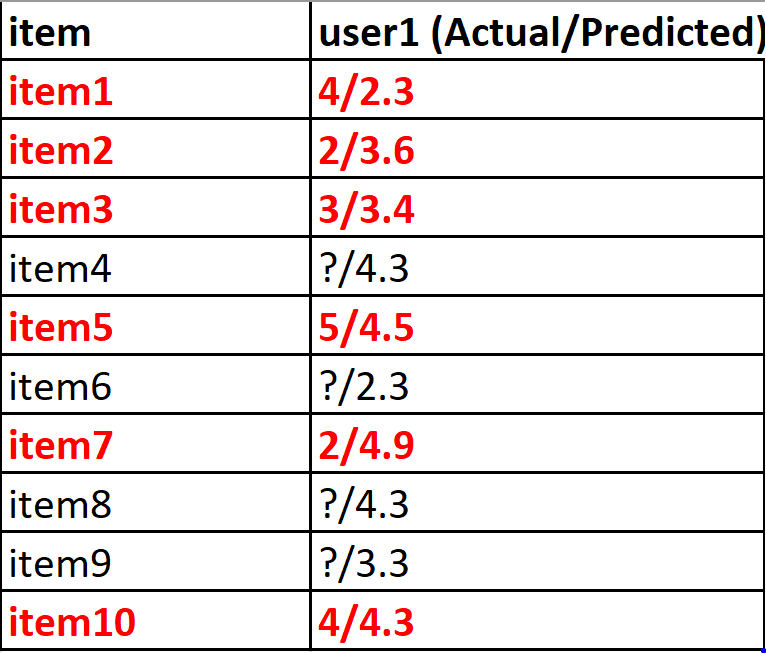 item user1 (Actual/Predicted)
item1 4/2.3
item2 2/3.6
item3 3/3.4
item4 ?/4.3
item5 5/4.5
item6 ?/2.3
item7 2/4.9
item8 ?/4.3
item9 ?/3.3
item10 4/4.3